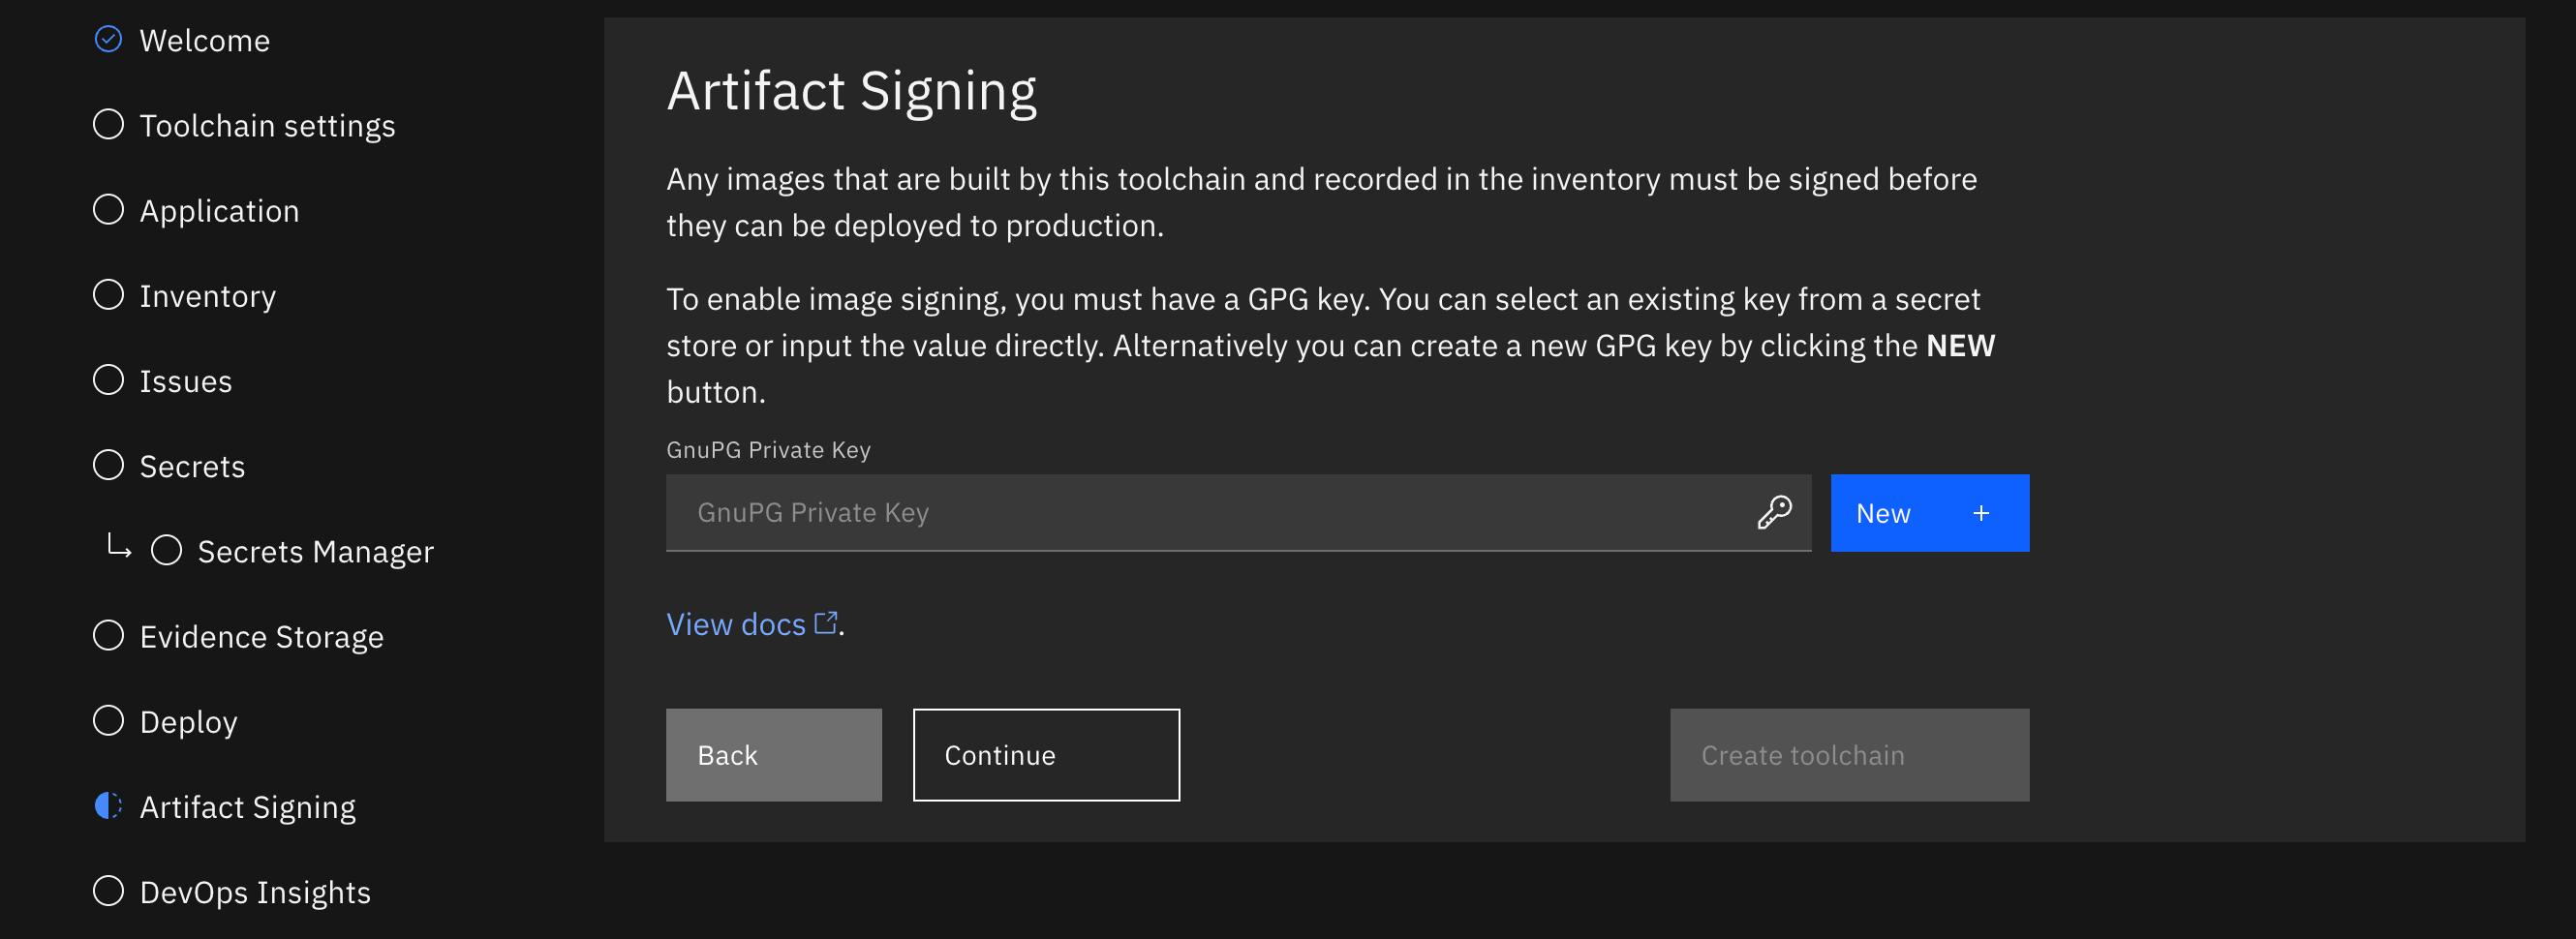 Welcome
Toolchain settings
Application
Inventory
Issues
Secrets
Secrets Manager
Evidence Storage
Deploy
Artifact Signing
DevOps Insights
Artifact Signing
Any images that are built by this toolchain and recorded in the inventory must be signed before
they can be deployed to production.
To enable image signing, you must have a GPG key. You can select an existing key from a secret
store or input the value directly. Alternatively you can create a new GPG key by clicking the NEW
button.
GnuPG Private Key
GnuPG Private Key
New +
View docs .
Back
Continue
Create toolchain